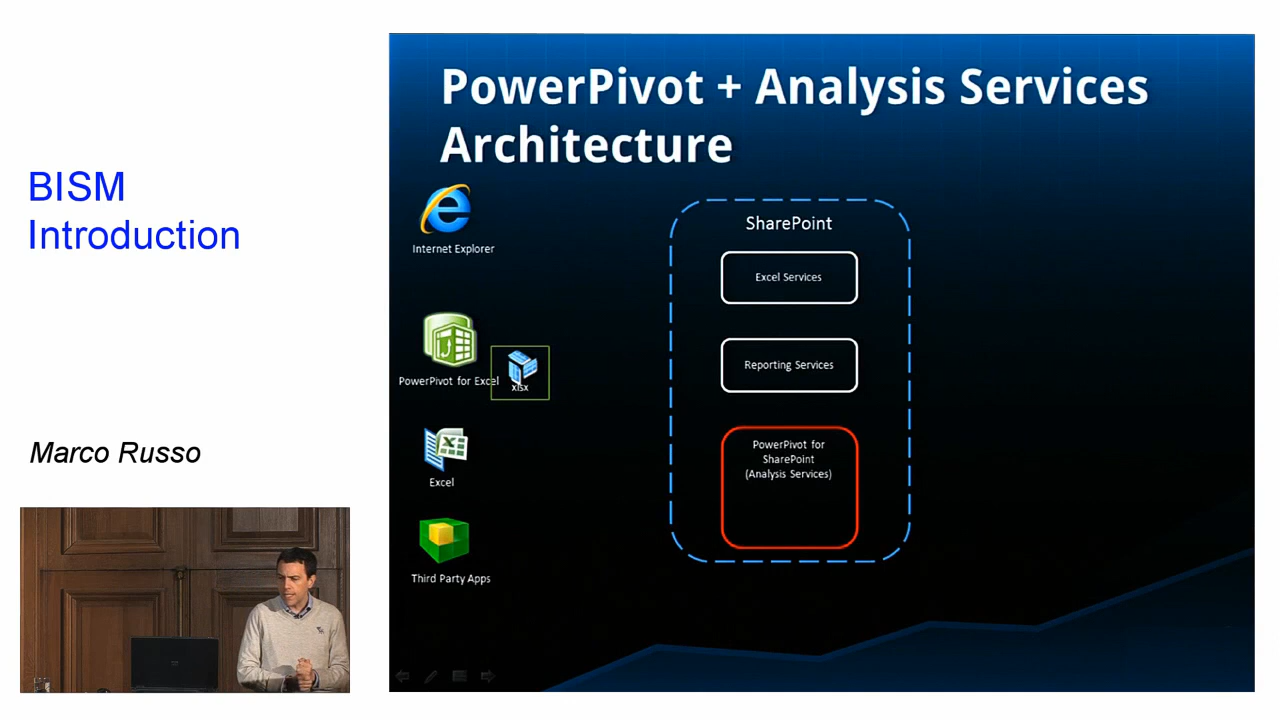 BISM
Introduction
Marco Russo
PowerPivot + Analysis Services
Architecture
Internet Explorer
PowerPivot for Excel
xlsx
Excel
Third Party Apps
SharePoint
Excel Services
Reporting Services
PowerPivot for
SharePoint
(Analysis Services)